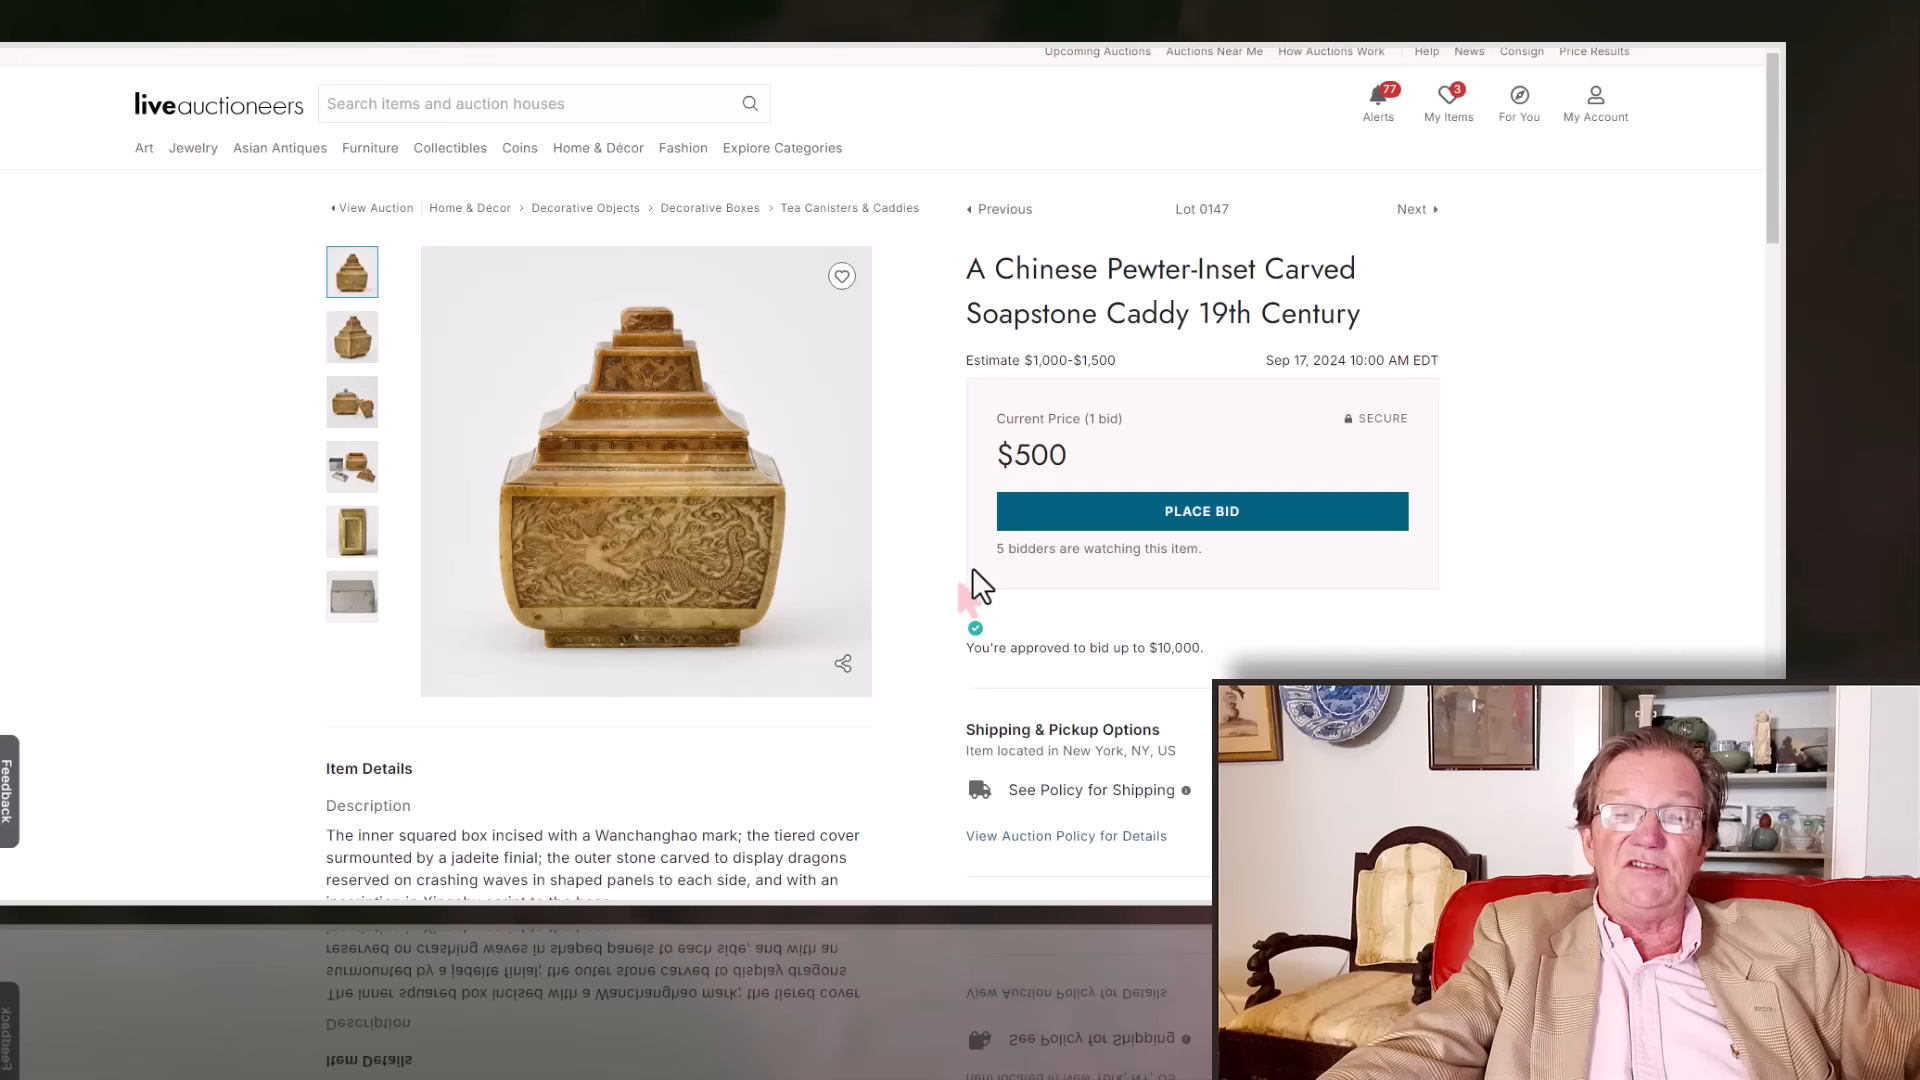 Upcoming Auctions Auctions Near Me How Auctions Work Help News Consign Price Results
liveauctioneers
Search items and auction houses
77
Alerts
3
My Items
For You
My Account
Art Jewelry Asian Antiques Furniture Collectibles Coins Home & Décor Fashion Explore Categories
View Auction Home & Décor > Decorative Objects > Decorative Boxes > Tea Canisters & Caddies
Previous
Lot 0147
Next
A Chinese Pewter-Inset Carved
Soapstone Caddy 19th Century
Estimate $1,000-$1,500
Sep 17, 2024 10:00 AM EDT
Current Price (1 bid)
SECURE
$500
PLACE BID
5 bidders are watching this item.
You're approved to bid up to $10,000.
Shipping & Pickup Options
Item located in New York, NY, US
See Policy for Shipping
View Auction Policy for Details
Feedback
Item Details
Description
The inner squared box incised with a Wanchanghao mark; the tiered cover
surmounted by a jadeite finial; the outer stone carved to display dragons
reserved on crashing waves in shaped panels to each side, and with an